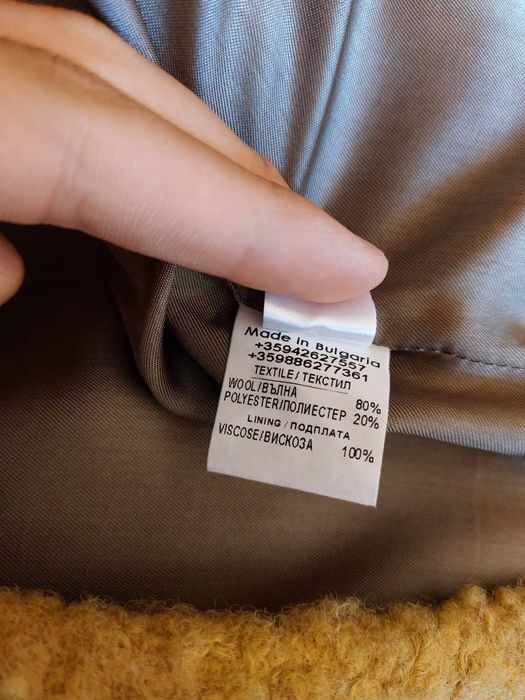 Made in Bulgaria
+35942627557
+359886277361
TEXTILE/ТЕКСТИЛ
WOOL/ВЪЛНА 80%
POLYESTER/ПОЛИЕСТЕР 20%
LINING/ПОДПЛАТА
VISCOSE/ВИСКОЗА 100%